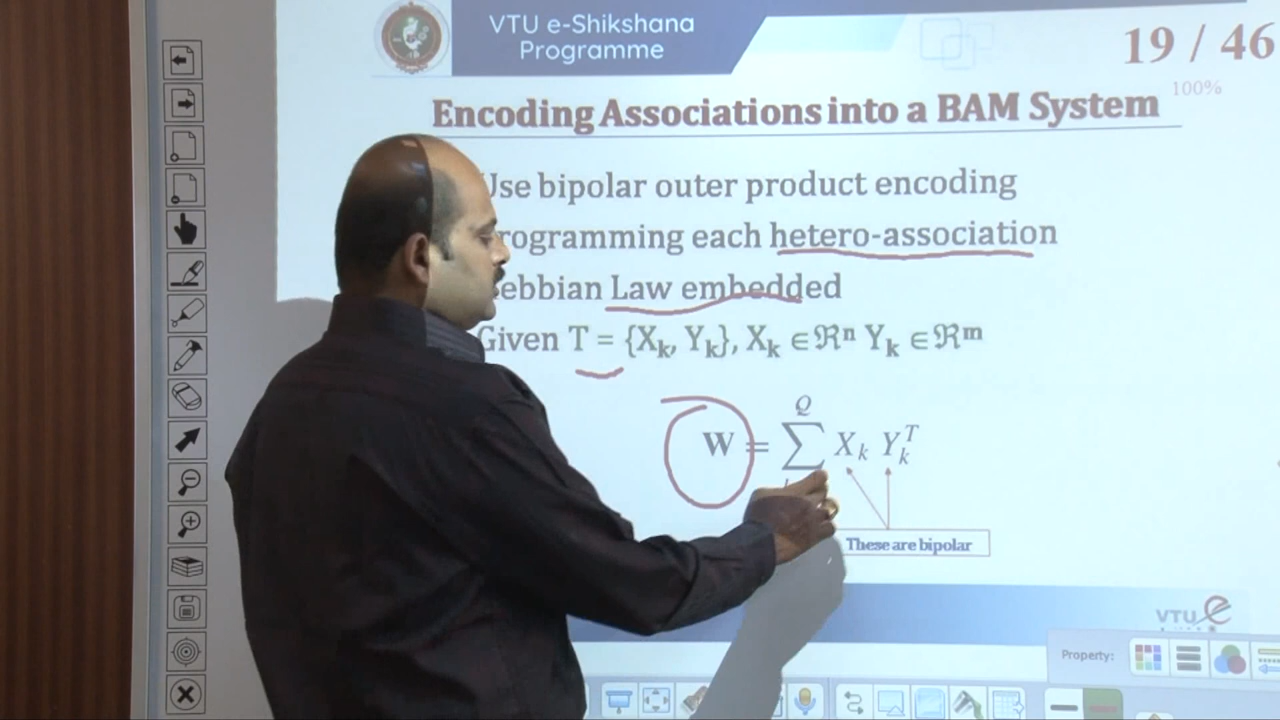 VTU e-Shikshana
Programme
19 / 46
100%
Encoding Associations into a BAM System
Use bipolar outer product encoding
rogramming each hetero-association
ebbian Law embedded
Given T = {Xₖ, Yₖ}, Xₖ ∈ℜⁿ Yₖ ∈ℜᵐ
Q
W = ∑ Xₖ Yₖᵀ
These are bipolar
VTU e
Property: